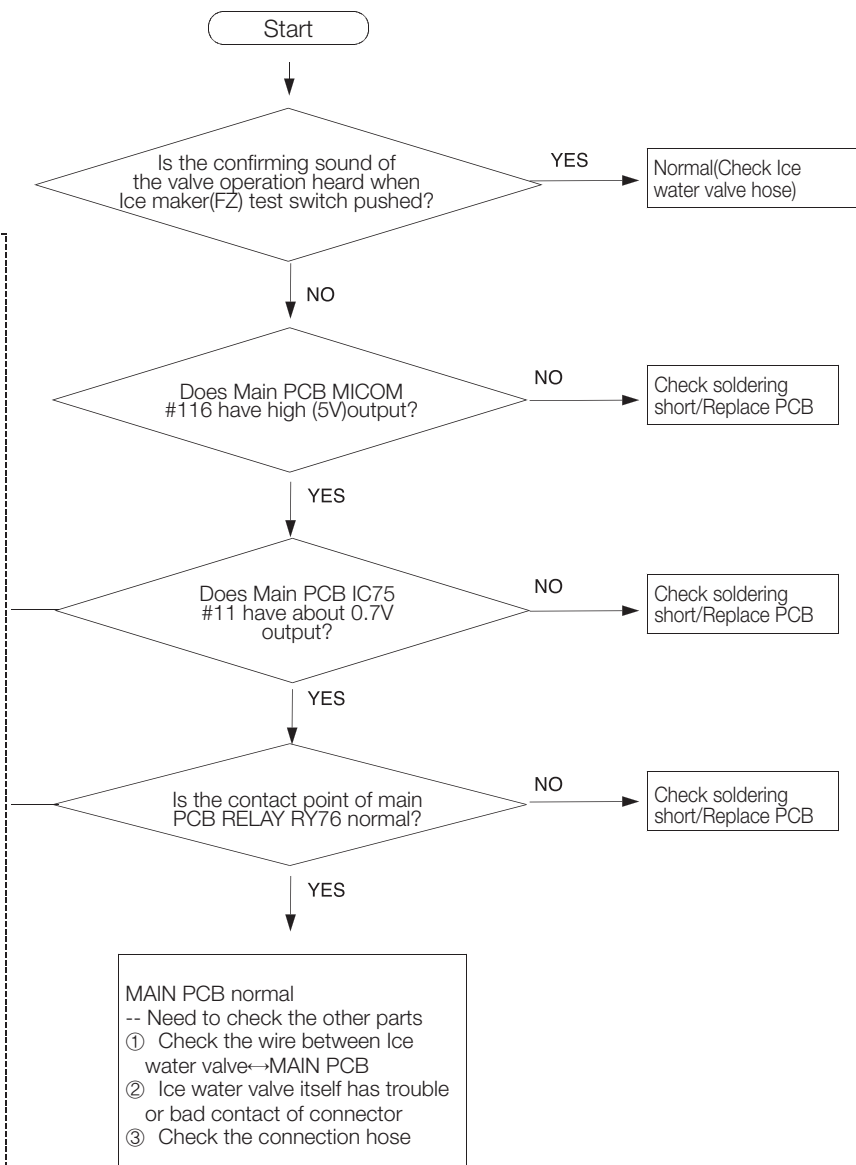 Start
Is the confirming sound of
the valve operation heard when
Ice maker(FZ) test switch pushed?
YES
Normal(Check Ice
water valve hose)
NO
Does Main PCB MICOM
#116 have high (5V)output?
NO
Check soldering
short/Replace PCB
YES
Does Main PCB IC75
#11 have about 0.7V
output?
NO
Check soldering
short/Replace PCB
YES
Is the contact point of main
PCB RELAY RY76 normal?
NO
Check soldering
short/Replace PCB
YES
MAIN PCB normal
-- Need to check the other parts
① Check the wire between Ice
water valve↔MAIN PCB
② Ice water valve itself has trouble
or bad contact of connector
③ Check the connection hose